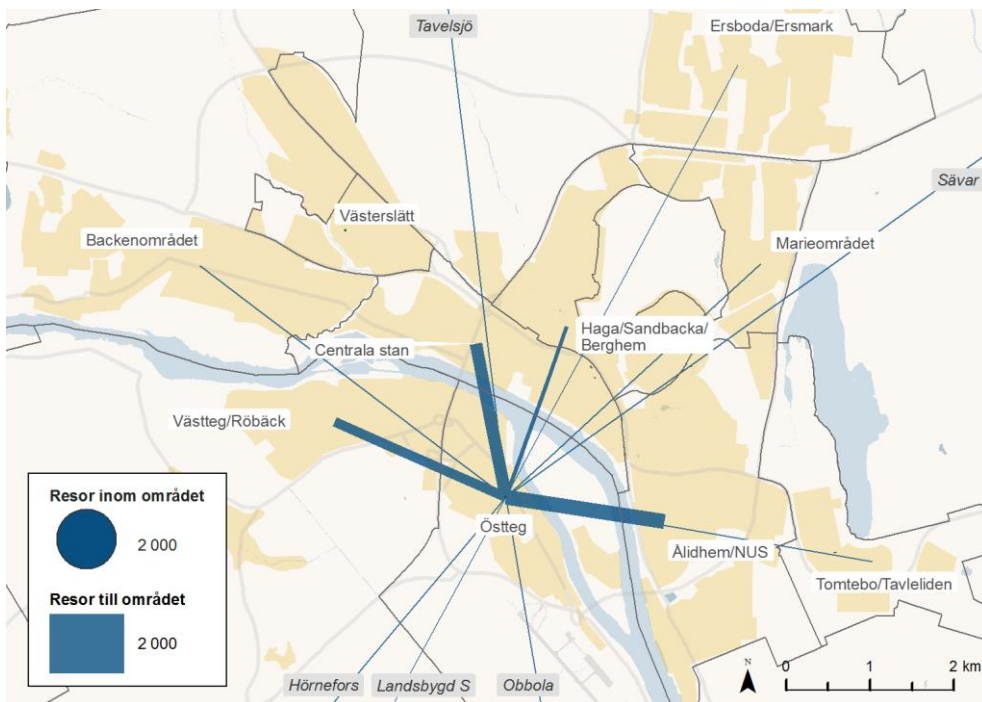 Tavelsjö
Ersboda/Ersmark
Sävar
Västerslätt
Backenområdet
Marieområdet
Haga/Sandbacka/
Berghem
Centrala stan
Västteg/Röbäck
Östteg
Ålidhem/NUS
Tomtebo/Tavleliden
Resor inom området
2 000
Resor till området
2 000
Hörnefors
Landsbygd S
Obbola
N
0 1 2 km